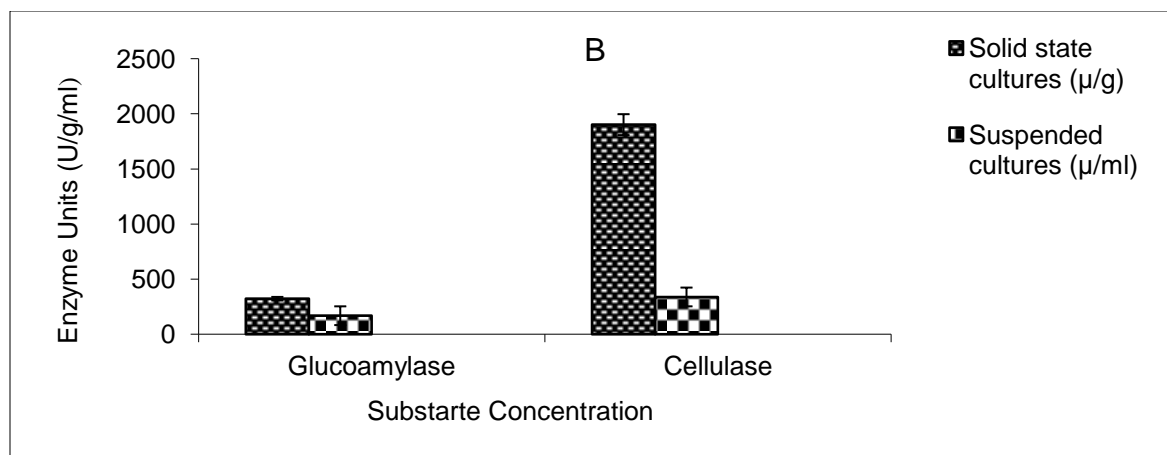 B
Enzyme Units (U/g/ml)
2500
2000
1500
1000
500
0
Glucoamylase
Cellulase
Substarte Concentration
Solid state
cultures (µ/g)
Suspended
cultures (µ/ml)